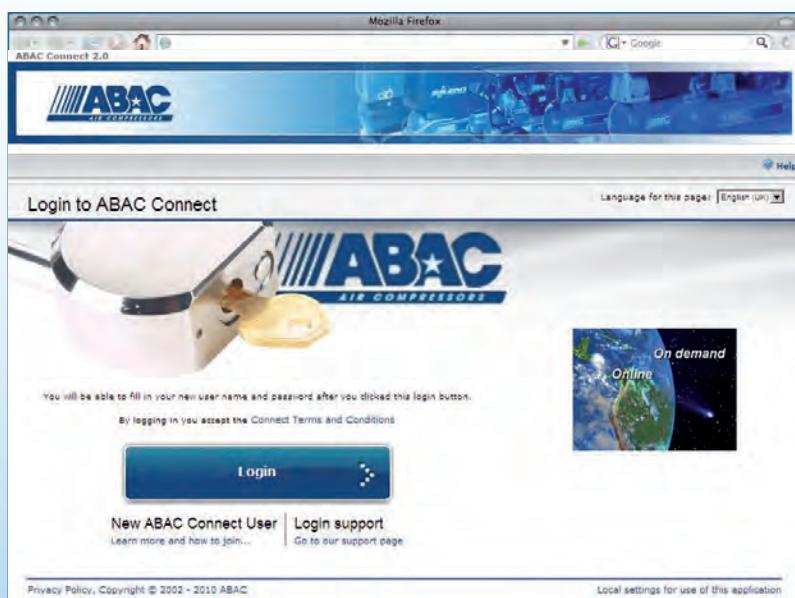 Mozilla Firefox
Google
ABAC Connect 2.0
ABAC
AIR COMPRESSORS
Help
Login to ABAC Connect
Language for this page: English (UK)
ABAC
AIR COMPRESSORS
On demand
Online
You will be able to fill in your new user name and password after you clicked this login button.
By logging in you accept the Connect Terms and Conditions
Login
New ABAC Connect User
Login support
Learn more and how to join...
Go to our support page
Privacy Policy, Copyright © 2002 - 2010 ABAC
Local settings for use of this application